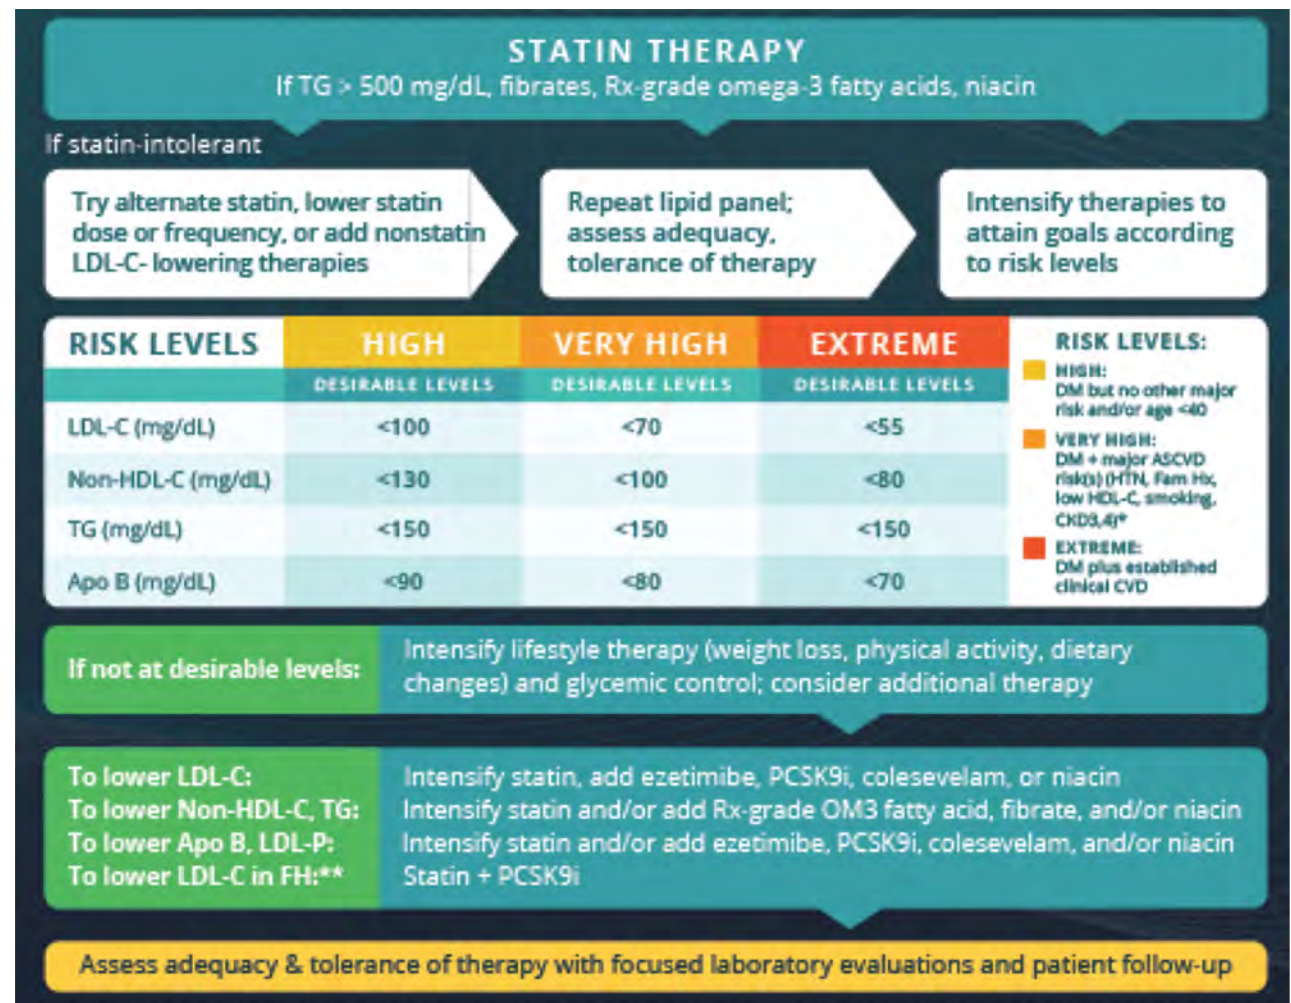 STATIN THERAPY
If TG > 500 mg/dL, fibrates, Rx-grade omega-3 fatty acids, niacin
If statin-intolerant
Try alternate statin, lower statin
dose or frequency, or add nonstatin
LDL-C- lowering therapies
Repeat lipid panel;
assess adequacy,
tolerance of therapy
Intensify therapies to
attain goals according
to risk levels
RISK LEVELS HIGH VERY HIGH EXTREME
DESIRABLE LEVELS DESIRABLE LEVELS DESIRABLE LEVELS
LDL-C (mg/dL) <100 <70 <55
Non-HDL-C (mg/dL) <130 <100 <80
TG (mg/dL) <150 <150 <150
Apo B (mg/dL) <90 <80 <70
RISK LEVELS:
HIGH:
DM but no other major
risk and/or age <40
VERY HIGH:
DM + major ASCVD
risk(s) (HTN, Fam Hx,
low HDL-C, smoking,
CKD3,4)*
EXTREME:
DM plus established
clinical CVD
If not at desirable levels:
Intensify lifestyle therapy (weight loss, physical activity, dietary
changes) and glycemic control; consider additional therapy
To lower LDL-C: Intensify statin, add ezetimibe, PCSK9i, colesevelam, or niacin
To lower Non-HDL-C, TG: Intensify statin and/or add Rx-grade OM3 fatty acid, fibrate, and/or niacin
To lower Apo B, LDL-P: Intensify statin and/or add ezetimibe, PCSK9i, colesevelam, and/or niacin
To lower LDL-C in FH:** Statin + PCSK9i
Assess adequacy & tolerance of therapy with focused laboratory evaluations and patient follow-up